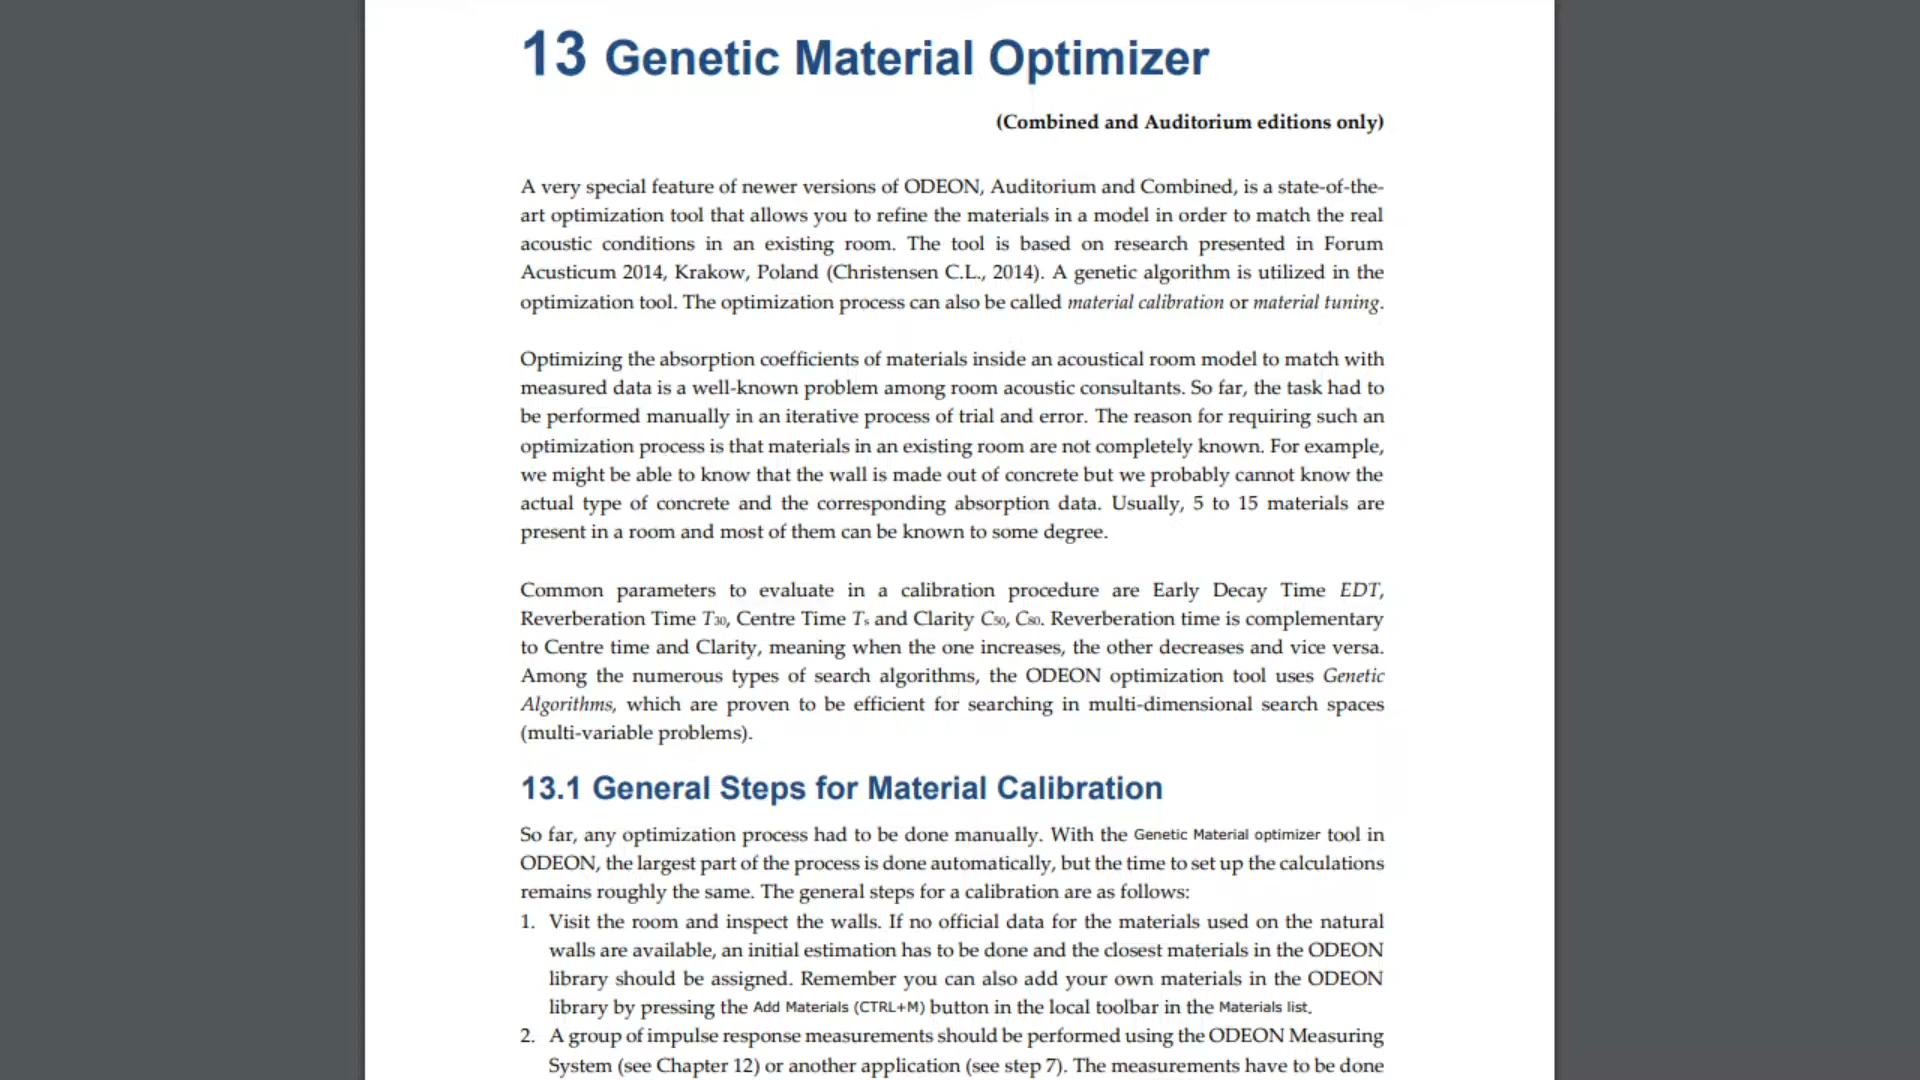 13 Genetic Material Optimizer
(Combined and Auditorium editions only)
A very special feature of newer versions of ODEON, Auditorium and Combined, is a state-of-the-
art optimization tool that allows you to refine the materials in a model in order to match the real
acoustic conditions in an existing room. The tool is based on research presented in Forum
Acusticum 2014, Krakow, Poland (Christensen C.L., 2014). A genetic algorithm is utilized in the
optimization tool. The optimization process can also be called material calibration or material tuning.
Optimizing the absorption coefficients of materials inside an acoustical room model to match with
measured data is a well-known problem among room acoustic consultants. So far, the task had to
be performed manually in an iterative process of trial and error. The reason for requiring such an
optimization process is that materials in an existing room are not completely known. For example,
we might be able to know that the wall is made out of concrete but we probably cannot know the
actual type of concrete and the corresponding absorption data. Usually, 5 to 15 materials are
present in a room and most of them can be known to some degree.
Common parameters to evaluate in a calibration procedure are Early Decay Time EDT,
Reverberation Time T30, Centre Time Ts and Clarity C50, C80. Reverberation time is complementary
to Centre time and Clarity, meaning when the one increases, the other decreases and vice versa.
Among the numerous types of search algorithms, the ODEON optimization tool uses Genetic
Algorithms, which are proven to be efficient for searching in multi-dimensional search spaces
(multi-variable problems).
13.1 General Steps for Material Calibration
So far, any optimization process had to be done manually. With the Genetic Material optimizer tool in
ODEON, the largest part of the process is done automatically, but the time to set up the calculations
remains roughly the same. The general steps for a calibration are as follows:
1. Visit the room and inspect the walls. If no official data for the materials used on the natural
walls are available, an initial estimation has to be done and the closest materials in the ODEON
library should be assigned. Remember you can also add your own materials in the ODEON
library by pressing the Add Materials (CTRL+M) button in the local toolbar in the Materials list.
2. A group of impulse response measurements should be performed using the ODEON Measuring
System (see Chapter 12) or another application (see step 7). The measurements have to be done